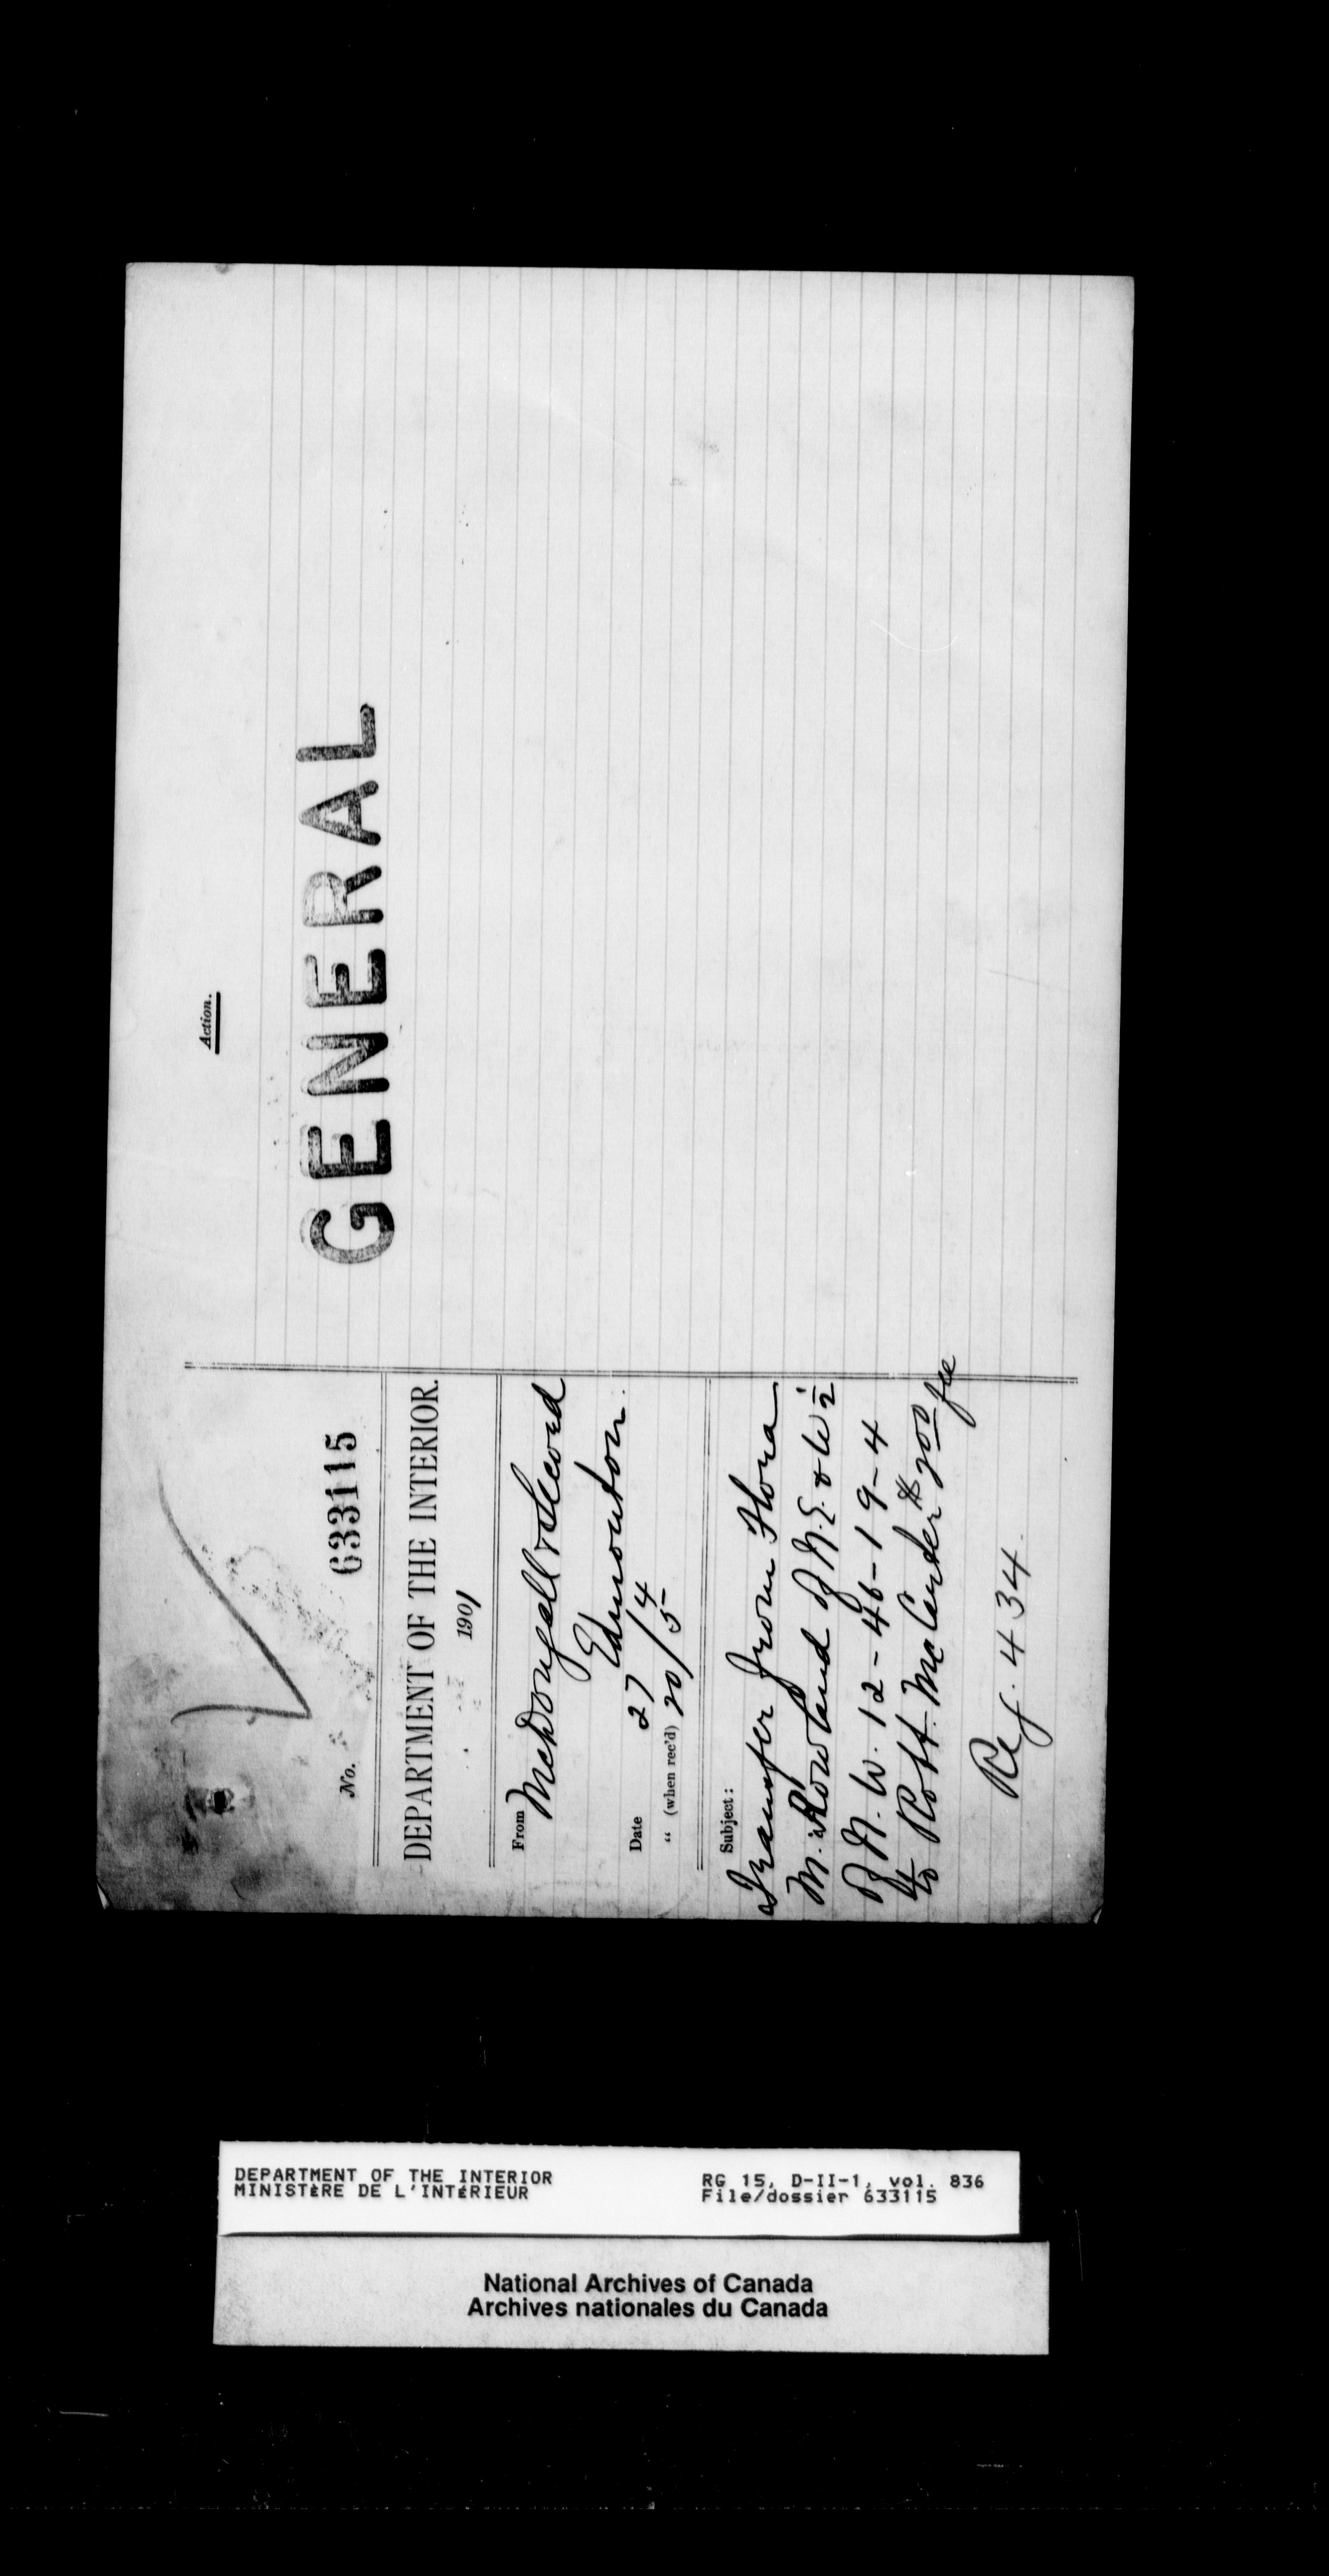 No. 633115
DEPARTMENT OF THE INTERIOR.
1901
From McDougall & Secord
Edmonton.
Date 27/4
" (when rec'd) 20/5
Subject:
Transfer from Flora
M. Rowland of N.E. & W ½
of N.W. 12-46-19-4
to Robt. McCarter $200 fee
Ref. 434.
Action.
GENERAL
DEPARTMENT OF THE INTERIOR
MINISTÈRE DE L'INTÉRIEUR
RG 15, D-II-1, vol. 836
File/dossier 633115
National Archives of Canada
Archives nationales du Canada